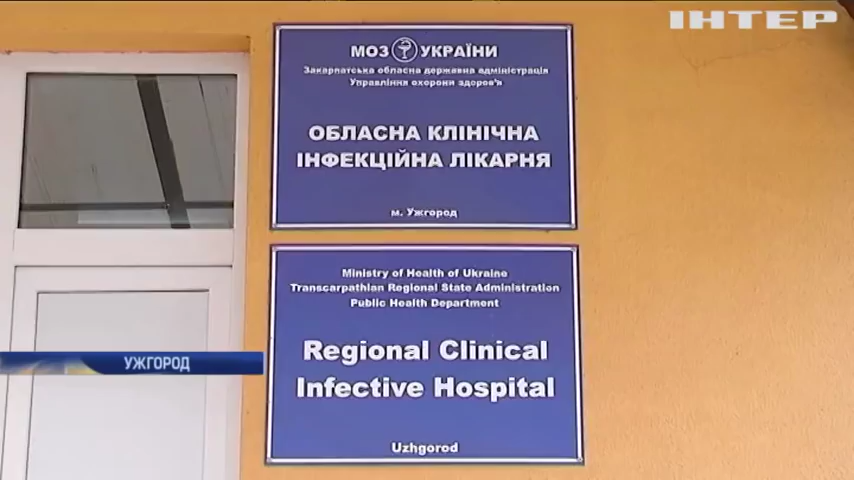 ІНТЕР
МОЗ УКРАЇНИ
Закарпатська обласна державна адміністрація
Управління охорони здоров'я
ОБЛАСНА КЛІНІЧНА
ІНФЕКЦІЙНА ЛІКАРНЯ
м. Ужгород
Ministry of Health of Ukraine
Transcarpathian Regional State Administration
Public Health Department
Regional Clinical
Infective Hospital
Uzhgorod
УЖГОРОД